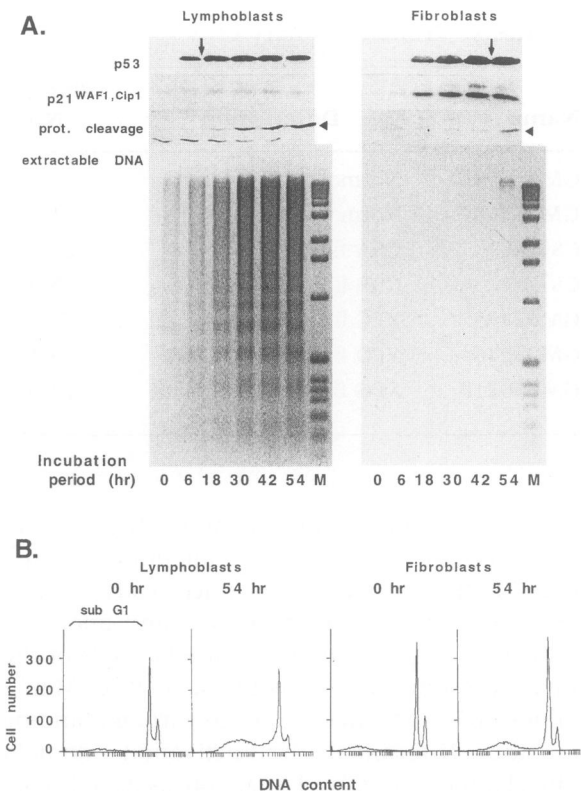 A.
Lymphoblasts Fibroblasts
p53
p21 WAF1,Cip1
prot. cleavage
extractable DNA
Incubation
period (hr) 0 6 18 30 42 54 M 0 6 18 30 42 54 M
B.
Lymphoblasts Fibroblasts
0 hr 54 hr 0 hr 54 hr
sub G1
Cell number
300
200
100
0
DNA content